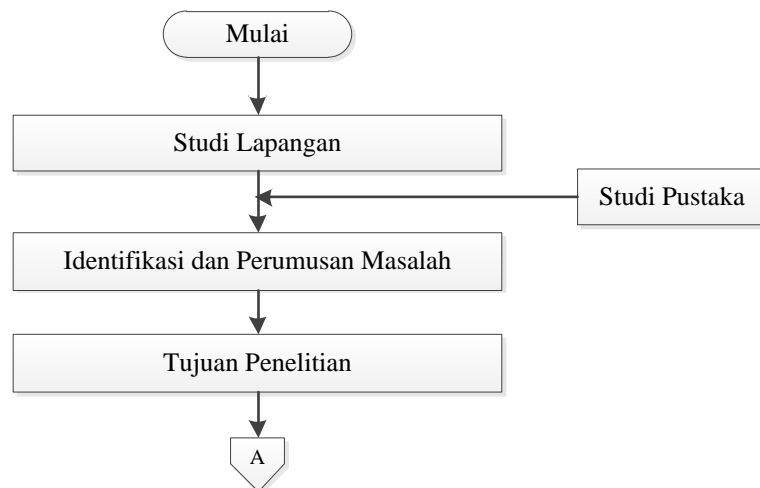 Mulai
Studi Lapangan
Studi Pustaka
Identifikasi dan Perumusan Masalah
Tujuan Penelitian
A